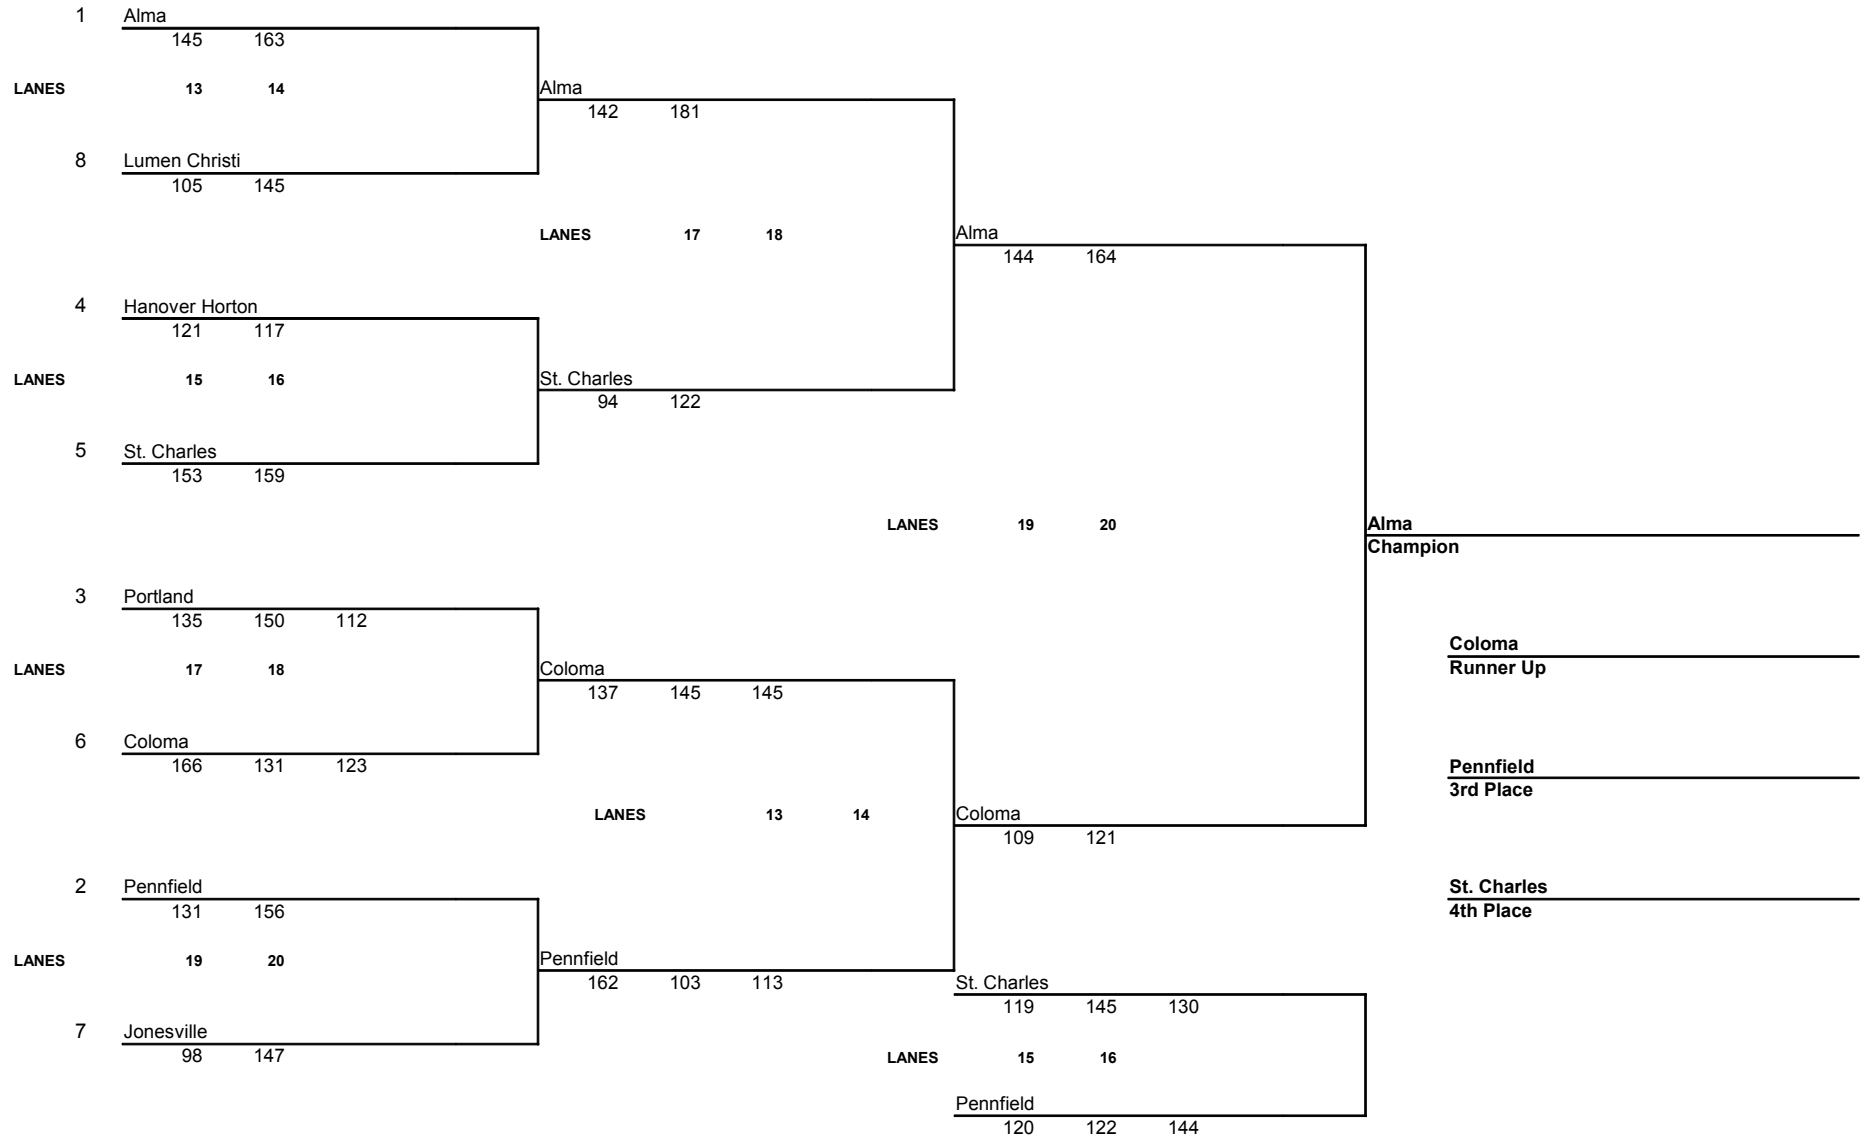 1 Alma
145 163
LANES 13 14
8 Lumen Christi
105 145
4 Hanover Horton
121 117
LANES 15 16
5 St. Charles
153 159
3 Portland
135 150 112
LANES 17 18
6 Coloma
166 131 123
2 Pennfield
131 156
LANES 19 20
7 Jonesville
98 147
Alma
142 181
LANES 17 18
St. Charles
94 122
Coloma
137 145 145
LANES 13 14
Pennfield
162 103 113
Alma
144 164
LANES 19 20
Coloma
109 121
St. Charles
119 145 130
LANES 15 16
Pennfield
120 122 144
Alma
Champion
Coloma
Runner Up
Pennfield
3rd Place
St. Charles
4th Place